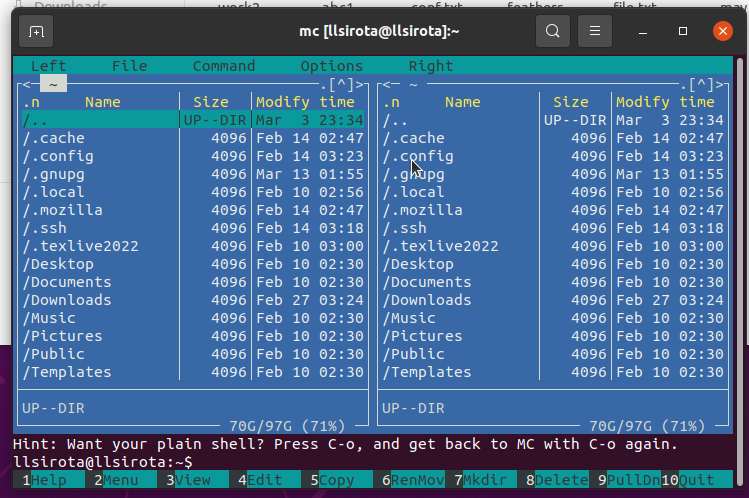 Downloads work2 abc1 conf.txt feathers file.txt may
mc [llsirota@llsirota]:~
Left File Command Options Right
<─ ~ ─.[^]>  <─ ~ ─.[^]>
.n Name Size Modify time  .n Name Size Modify time
/.. UP--DIR Mar 3 23:34  /.. UP--DIR Mar 3 23:34
/.cache 4096 Feb 14 02:47  /.cache 4096 Feb 14 02:47
/.config 4096 Feb 14 03:23  /.config 4096 Feb 14 03:23
/.gnupg 4096 Mar 13 01:55  /.gnupg 4096 Mar 13 01:55
/.local 4096 Feb 10 02:56  /.local 4096 Feb 10 02:56
/.mozilla 4096 Feb 14 02:47  /.mozilla 4096 Feb 14 02:47
/.ssh 4096 Feb 14 03:18  /.ssh 4096 Feb 14 03:18
/.texlive2022 4096 Feb 10 03:00  /.texlive2022 4096 Feb 10 03:00
/Desktop 4096 Feb 10 02:30  /Desktop 4096 Feb 10 02:30
/Documents 4096 Feb 10 02:30  /Documents 4096 Feb 10 02:30
/Downloads 4096 Feb 27 03:24  /Downloads 4096 Feb 27 03:24
/Music 4096 Feb 10 02:30  /Music 4096 Feb 10 02:30
/Pictures 4096 Feb 10 02:30  /Pictures 4096 Feb 10 02:30
/Public 4096 Feb 10 02:30  /Public 4096 Feb 10 02:30
/Templates 4096 Feb 10 02:30  /Templates 4096 Feb 10 02:30
UP--DIR  UP--DIR
70G/97G (71%)  70G/97G (71%)
Hint: Want your plain shell? Press C-o, and get back to MC with C-o again.
llsirota@llsirota:~$
1Help 2Menu 3View 4Edit 5Copy 6RenMov 7Mkdir 8Delete 9PullDn 10Quit